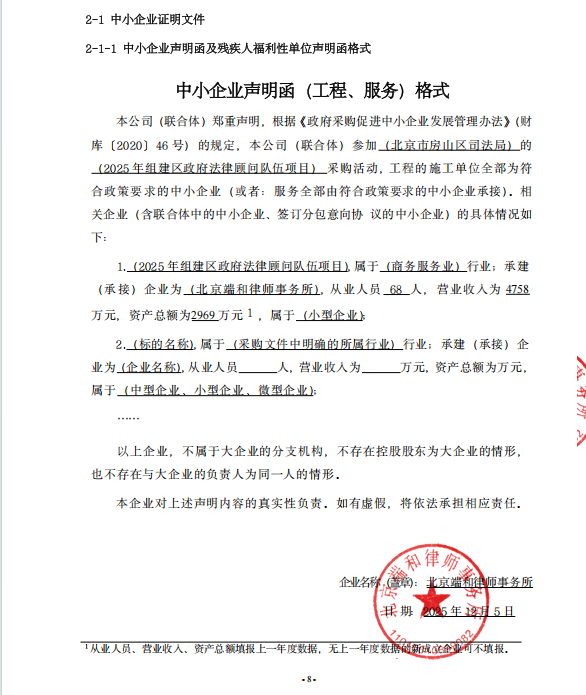 2-1 中小企业证明文件
2-1-1 中小企业声明函及残疾人福利性单位声明函格式
中小企业声明函（工程、服务）格式
本公司（联合体）郑重声明，根据《政府采购促进中小企业发展管理办法》（财
库〔2020〕46 号）的规定，本公司（联合体）参加（北京市房山区司法局）的
（2025 年组建区政府法律顾问队伍项目）采购活动，工程的施工单位全部为符
合政策要求的中小企业（或者：服务全部由符合政策要求的中小企业承接）．相
关企业（含联合体中的中小企业、签订分包意向协 议的中小企业）的具体情况如
下：
1.（2025 年组建区政府法律顾问队伍项目），属于（商务服务业）行业；承建
（承接）企业为（北京端和律师事务所），从业人员 68 人，营业收入为 4758
万元，资产总额为2969 万元 1 ，属于（小型企业）；
2.（标的名称），属于（采购文件中明确的所属行业）行业；承建（承接）企
业为（企业名称），从业人员______人，营业收入为______万元，资产总额为万元，
属于（中型企业、小型企业、微型企业）；
……
以上企业，不属于大企业的分支机构，不存在控股股东为大企业的情形，
也不存在与大企业的负责人为同一人的情形．
本企业对上述声明内容的真实性负责．如有虚假，将依法承担相应责任．
企业名称（盖章）：北京端和律师事务所
日 期：2025 年 12 月 5 日
北京端和律师事务所
1 从业人员、营业收入、资产总额填报上一年度数据，无上一年度数据的新成立企业可不填报．
- 8 -